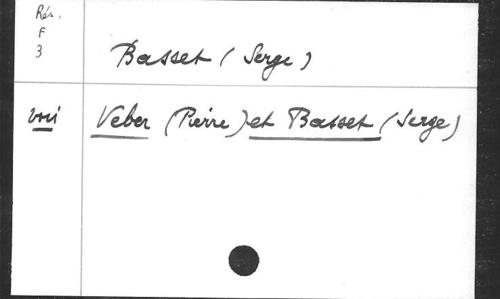 Rés.
F
3
Basset (Serge)
voir Veber (Pierre) et Basset (Serge)